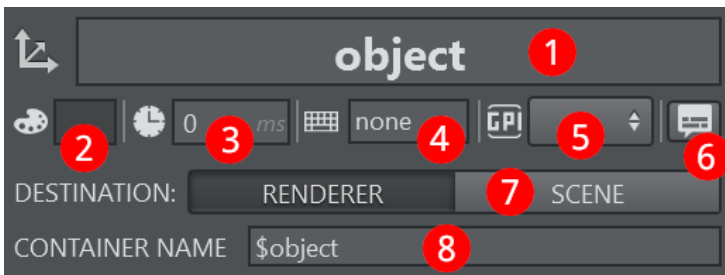 object 1
2 0 ms 3 none 4 GPI 5 6
DESTINATION: RENDERER 7 SCENE
CONTAINER NAME $object 8